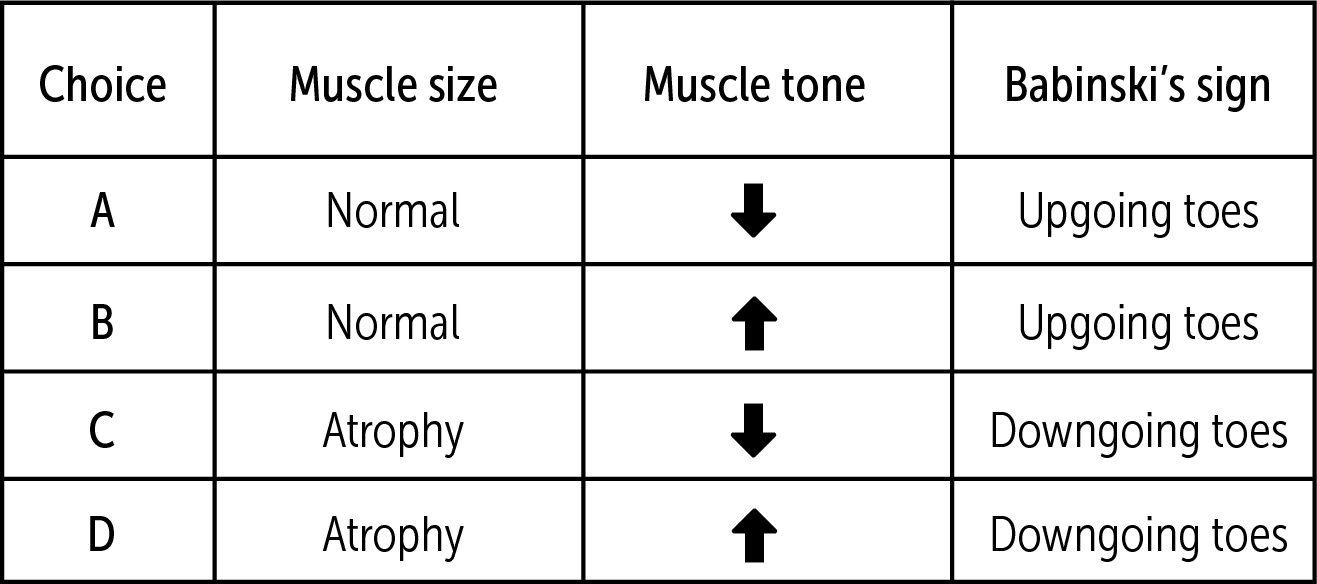 Choice Muscle size Muscle tone Babinski’s sign
A Normal Upgoing toes
B Normal Upgoing toes
C Atrophy Downgoing toes
D Atrophy Downgoing toes